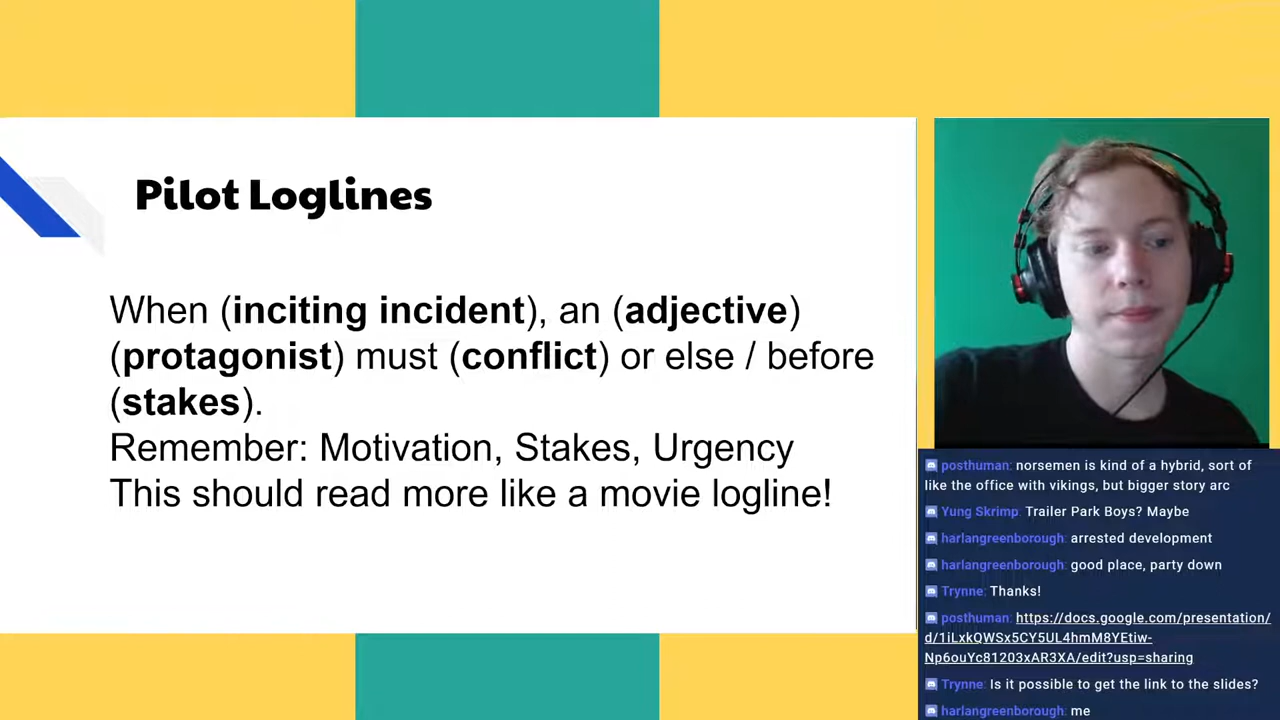 Pilot Loglines
When (inciting incident), an (adjective)
(protagonist) must (conflict) or else / before
(stakes).
Remember: Motivation, Stakes, Urgency
This should read more like a movie logline!
posthuman: norsemen is kind of a hybrid, sort of
like the office with vikings, but bigger story arc
Yung Skrimp: Trailer Park Boys? Maybe
harlangreenborough: arrested development
harlangreenborough: good place, party down
Trynne: Thanks!
posthuman: https://docs.google.com/presentation/
d/1iLxkQWSx5CY5UL4hmM8YEtiw-
Np6ouYc81203xAR3XA/edit?usp=sharing
Trynne: Is it possible to get the link to the slides?
harlangreenborough: me